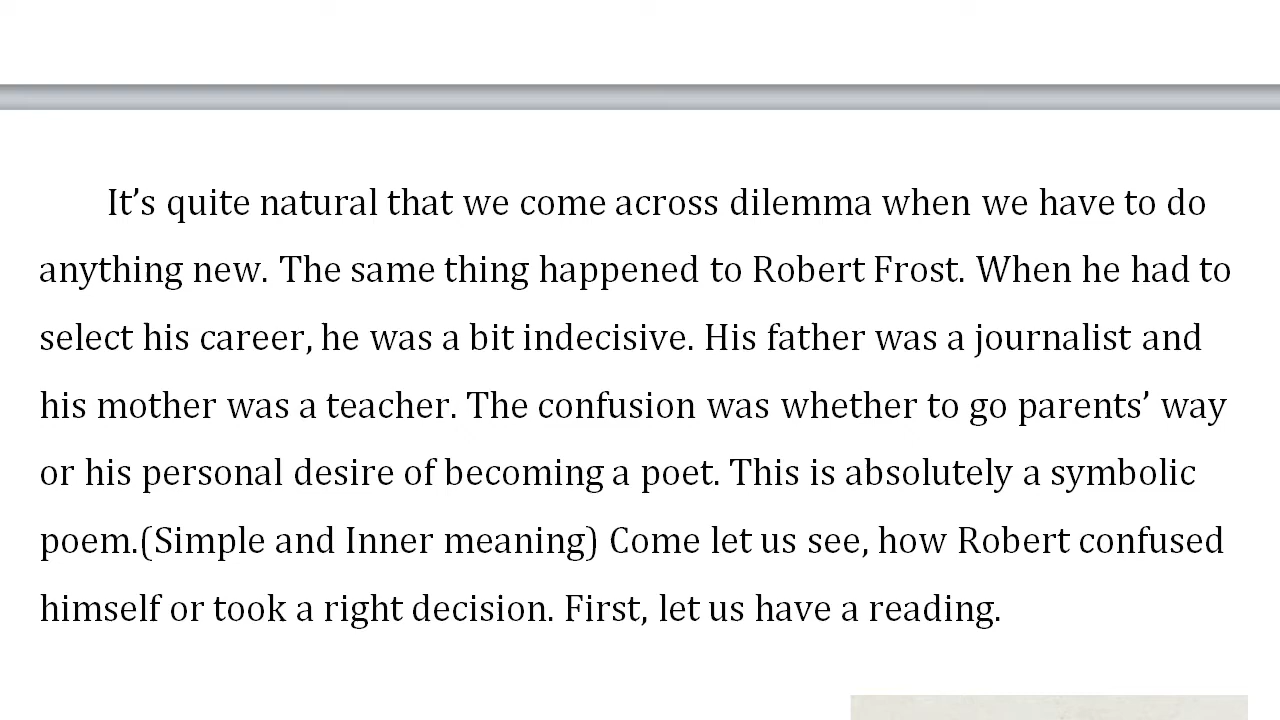 It’s quite natural that we come across dilemma when we have to do
anything new. The same thing happened to Robert Frost. When he had to
select his career, he was a bit indecisive. His father was a journalist and
his mother was a teacher. The confusion was whether to go parents’ way
or his personal desire of becoming a poet. This is absolutely a symbolic
poem.(Simple and Inner meaning) Come let us see, how Robert confused
himself or took a right decision. First, let us have a reading.